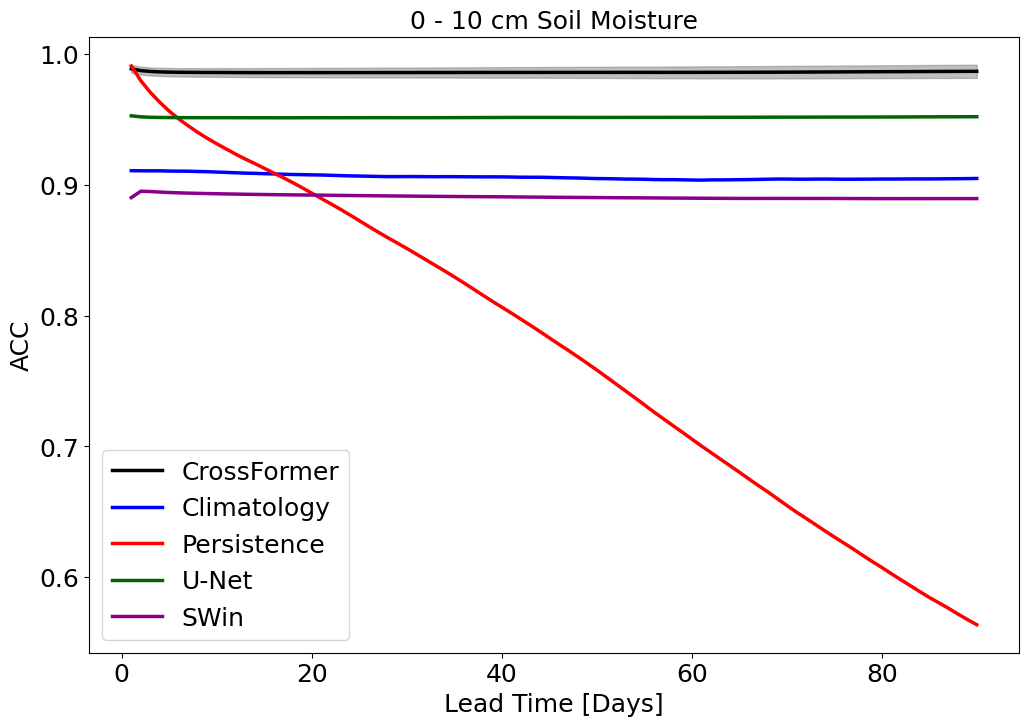 0 - 10 cm Soil Moisture
ACC
1.0
0.9
0.8
0.7
0.6
CrossFormer
Climatology
Persistence
U-Net
SWin
0 20 40 60 80
Lead Time [Days]